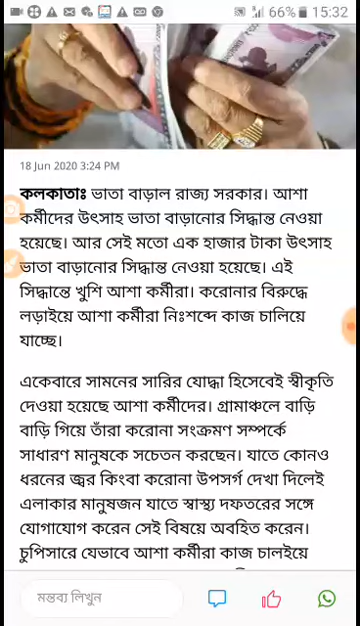 66% 15:32
18 Jun 2020 3:24 PM
কলকাতাঃ ভাতা বাড়াল রাজ্য সরকার। আশা
কর্মীদের উৎসাহ ভাতা বাড়ানোর সিদ্ধান্ত নেওয়া
হয়েছে। আর সেই মতো এক হাজার টাকা উৎসাহ
ভাতা বাড়ানোর সিদ্ধান্ত নেওয়া হয়েছে। এই
সিদ্ধান্তে খুশি আশা কর্মীরা। করোনার বিরুদ্ধে
লড়াইয়ে আশা কর্মীরা নিঃশব্দে কাজ চালিয়ে
যাচ্ছে।
একেবারে সামনের সারির যোদ্ধা হিসেবেই স্বীকৃতি
দেওয়া হয়েছে আশা কর্মীদের। গ্রামাঞ্চলে বাড়ি
বাড়ি গিয়ে তাঁরা করোনা সংক্রমণ সম্পর্কে
সাধারণ মানুষকে সচেতন করছেন। যাতে কোনও
ধরনের জ্বর কিংবা করোনা উপসর্গ দেখা দিলেই
এলাকার মানুষজন যাতে স্বাস্থ্য দফতরের সঙ্গে
যোগাযোগ করেন সেই বিষয়ে অবহিত করেন।
চুপিসারে যেভাবে আশা কর্মীরা কাজ চালইয়ে
মন্তব্য লিখুন